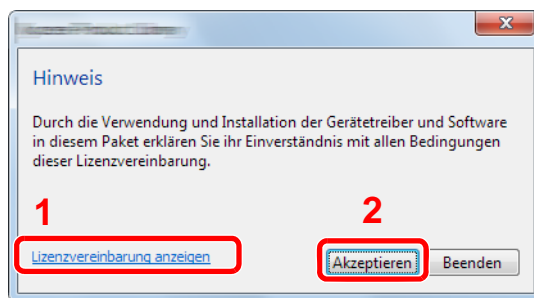 Hinweis
Durch die Verwendung und Installation der Gerätetreiber und Software
in diesem Paket erklären Sie ihr Einverständnis mit allen Bedingungen
dieser Lizenzvereinbarung.
1 2
Lizenzvereinbarung anzeigen Akzeptieren Beenden